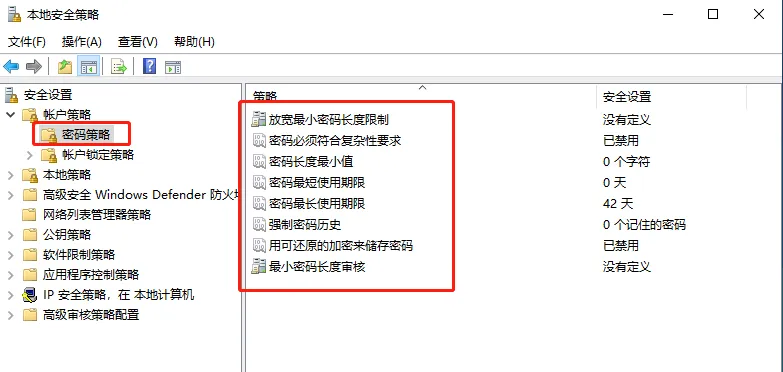 本地安全策略
文件(F) 操作(A) 查看(V) 帮助(H)
安全设置
帐户策略
密码策略
帐户锁定策略
本地策略
高级安全 Windows Defender 防火墙
网络列表管理器策略
公钥策略
软件限制策略
应用程序控制策略
IP 安全策略，在 本地计算机
高级审核策略配置
策略 安全设置
放宽最小密码长度限制 没有定义
密码必须符合复杂性要求 已禁用
密码长度最小值 0 个字符
密码最短使用期限 0 天
密码最长使用期限 42 天
强制密码历史 0 个记住的密码
用可还原的加密来储存密码 已禁用
最小密码长度审核 没有定义